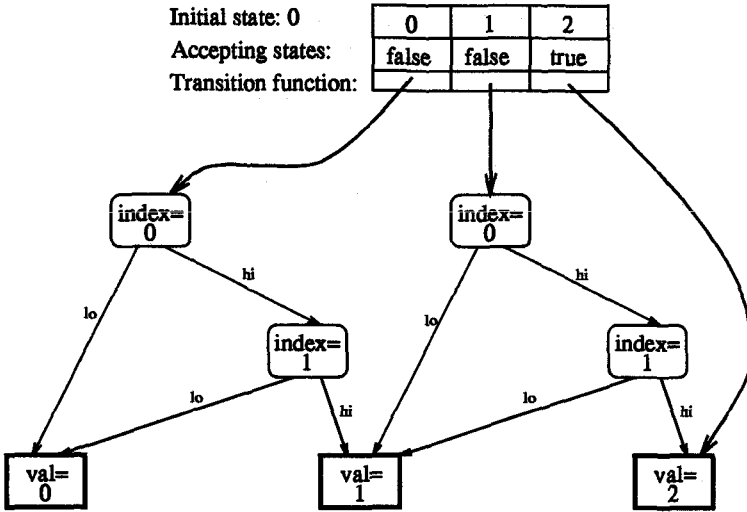 Initial state: 0
0 1 2
Accepting states:
false false true
Transition function:
index=
0
index=
0
hi
hi
lo
lo
index=
1
index=
1
lo
hi
lo
hi
val=
0
val=
1
val=
2